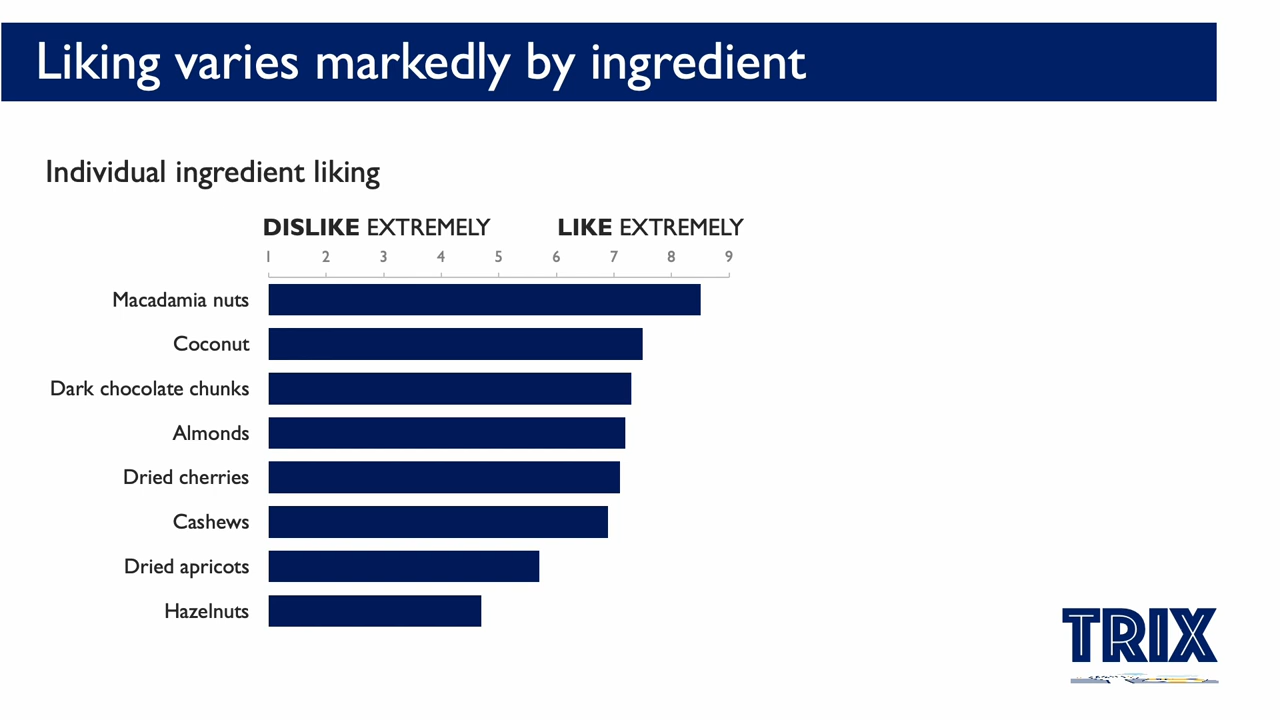 Liking varies markedly by ingredient
Individual ingredient liking
DISLIKE EXTREMELY LIKE EXTREMELY
1 2 3 4 5 6 7 8 9
Macadamia nuts
Coconut
Dark chocolate chunks
Almonds
Dried cherries
Cashews
Dried apricots
Hazelnuts
TRIX